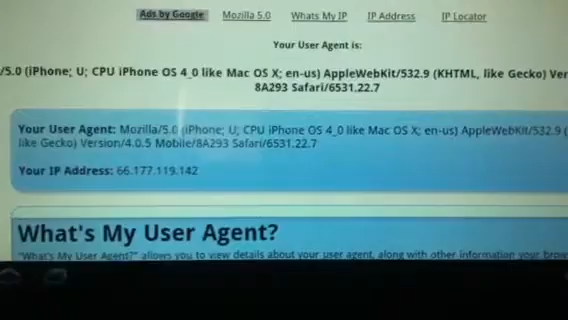 Ads by Google Mozilla 5.0 Whats My IP IP Address IP Locator
Your User Agent is:
/5.0 (iPhone; U; CPU iPhone OS 4_0 like Mac OS X; en-us) AppleWebKit/532.9 (KHTML, like Gecko) Ver
8A293 Safari/6531.22.7
Your User Agent: Mozilla/5.0 (iPhone; U; CPU iPhone OS 4_0 like Mac OS X; en-us) AppleWebKit/532.9 (
like Gecko) Version/4.0.5 Mobile/8A293 Safari/6531.22.7
Your IP Address: 66.177.119.142
What's My User Agent?
"What's My User Agent?" allows you to view details about your user agent, along with other information your brow